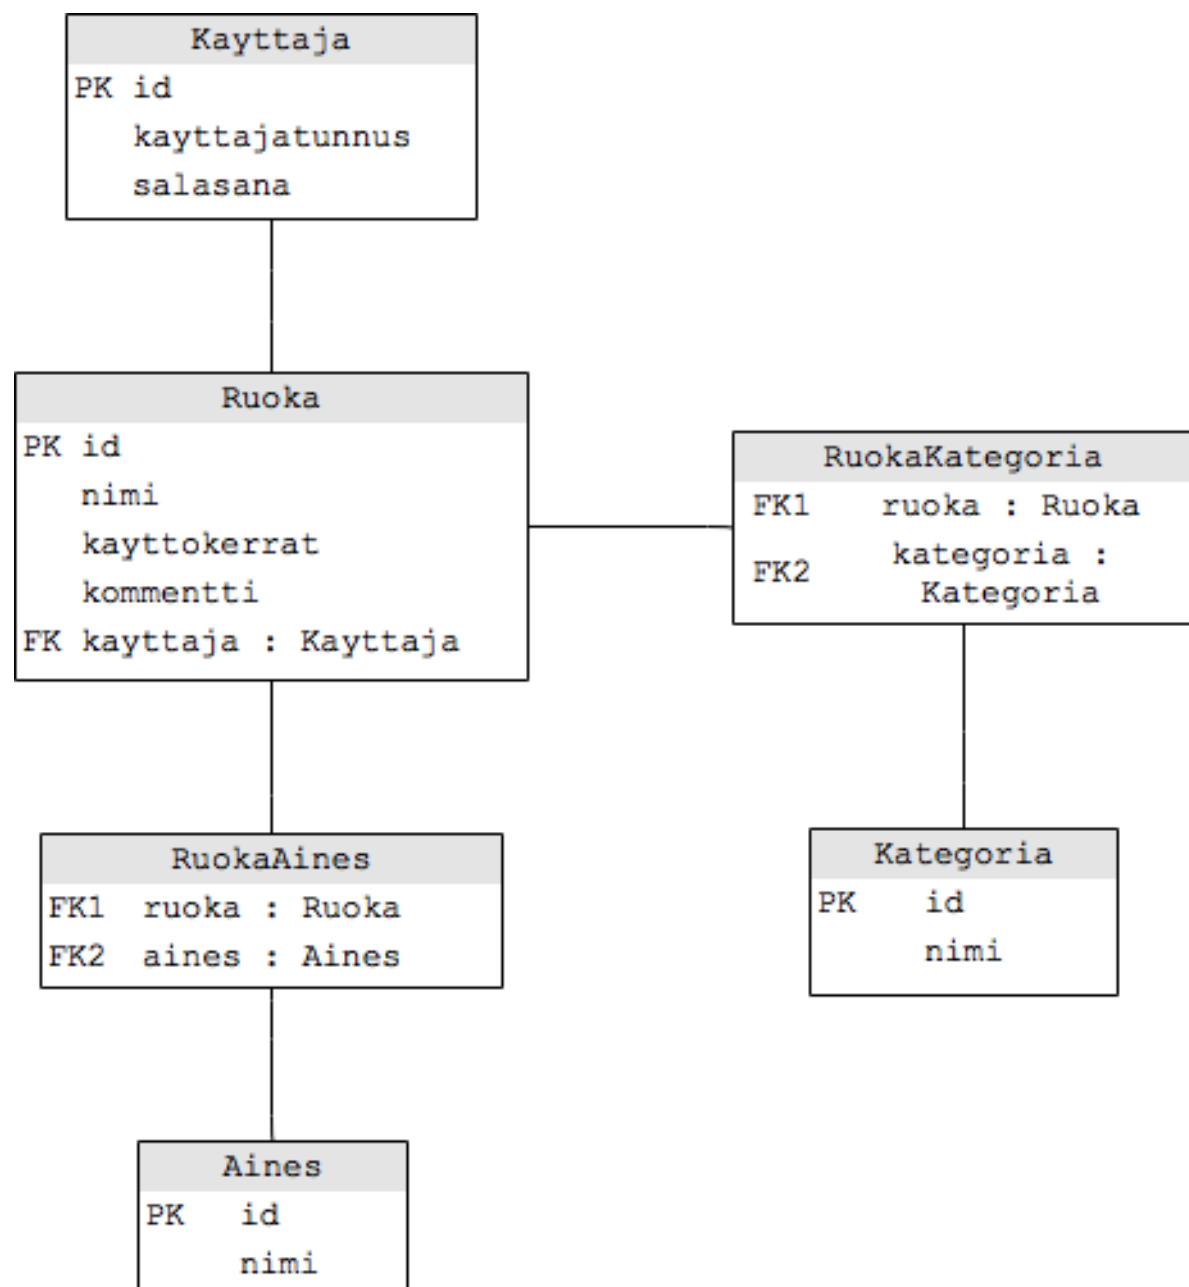 Kayttaja
PK id
kayttajatunnus
salasana
Ruoka
PK id
nimi
kayttokerrat
kommentti
FK kayttaja : Kayttaja
RuokaKategoria
FK1 ruoka : Ruoka
FK2 kategoria :
Kategoria
RuokaAines
FK1 ruoka : Ruoka
FK2 aines : Aines
Kategoria
PK id
nimi
Aines
PK id
nimi